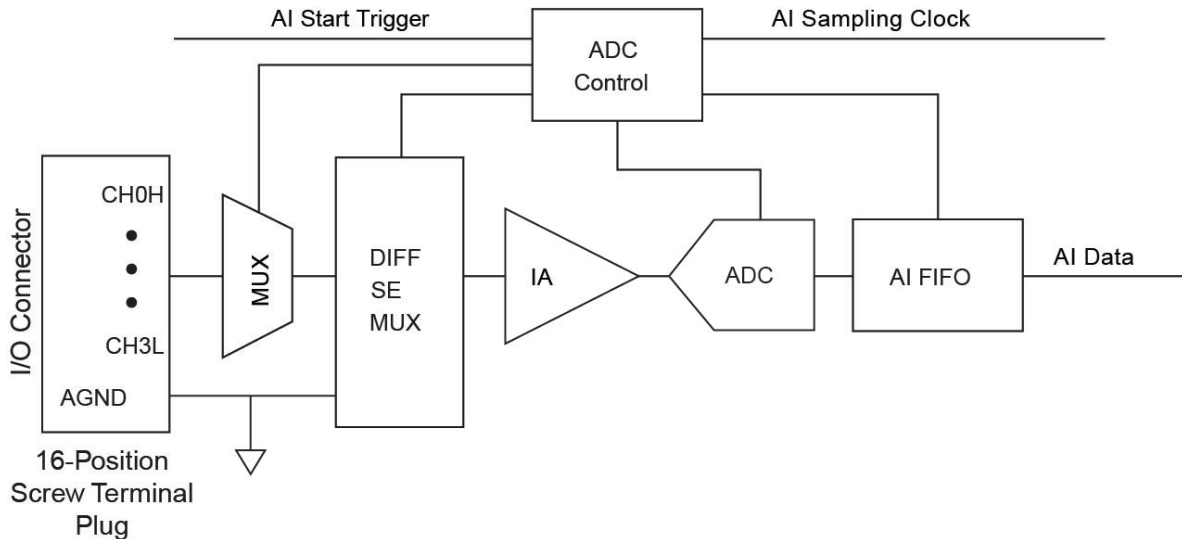 AI Start Trigger
AI Sampling Clock
ADC
Control
I/O Connector
CH0H
CH3L
AGND
MUX
DIFF
SE
MUX
IA
ADC
AI FIFO
AI Data
16-Position
Screw Terminal
Plug